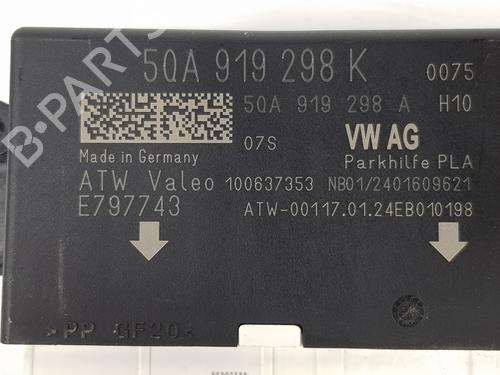 5QA 919 298 K 0075
5QA 919 298 A H10
07S VW AG
Made in Germany Parkhilfe PLA
ATW Valeo 100637353 NB01/2401609621
E797743 ATW-00117.01.24EB010198
>PP GF20<